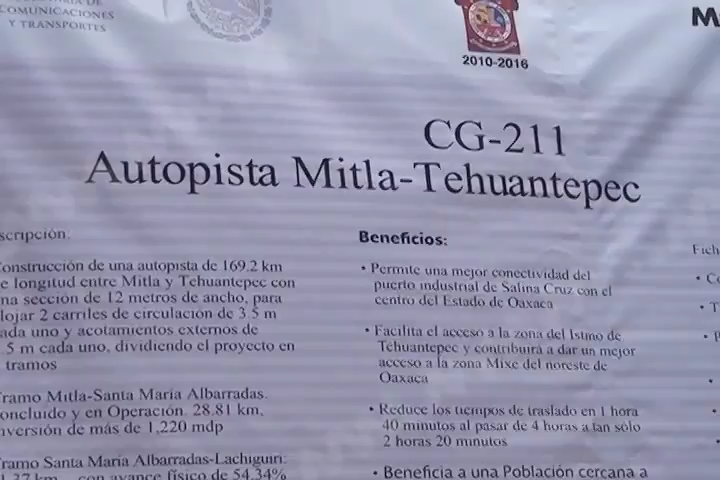 COMUNICACIONES
Y TRANSPORTES
2010-2016
M
CG-211
Autopista Mitla-Tehuantepec
scripción.
onstrucción de una autopista de 169.2 km
e longitud entre Mitla y Tehuantepec con
na sección de 12 metros de ancho, para
lojar 2 carriles de circulación de 3.5 m
ada uno y acotamientos externos de
5 m cada uno, dividiendo el proyecto en
tramos
ramo Mitla-Santa María Albarradas.
oncluido y en Operación. 28.81 km,
nversión de más de 1,220 mdp
ramo Santa María Albarradas-Lachiguiri:
con avance físico de 54.34%
Beneficios:
• Permite una mejor conectividad del
puerto industrial de Salina Cruz con el
centro del Estado de Oaxaca
• Facilita el acceso a la zona del Istmo de
Tehuantepec y contribuirá a dar un mejor
acceso a la zona Mixe del noreste de
Oaxaca
• Reduce los tiempos de traslado en 1 hora
40 minutos al pasar de 4 horas a tan sólo
2 horas 20 minutos
• Beneficia a una Población cercana a
Fich
• Co
• T